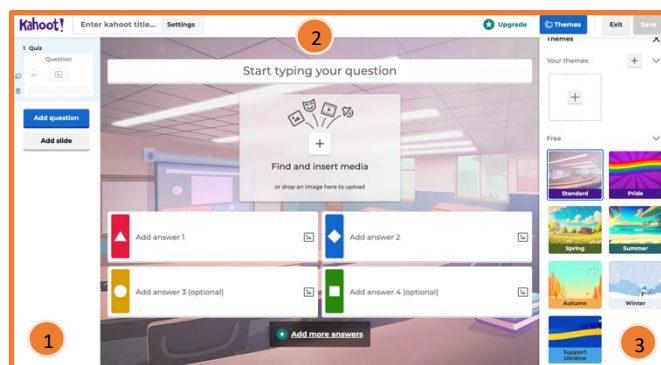 Kahoot! Enter kahoot title... Settings 2 Upgrade Themes Exit Save
1 Quiz
Question
Add question
Add slide
1
Start typing your question
Find and insert media
or drop an image here to upload
Add answer 1
Add answer 2
Add answer 3 (optional)
Add answer 4 (optional)
Add more answers
Themes
Your themes
Free
Standard
Pride
Spring
Summer
Autumn
Winter
Support
Ukraine
3